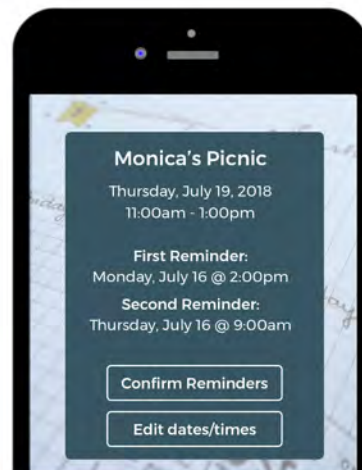 Monica's Picnic
Thursday, July 19, 2018
11:00am - 1:00pm
First Reminder:
Monday, July 16 @ 2:00pm
Second Reminder:
Thursday, July 16 @ 9:00am
Confirm Reminders
Edit dates/times